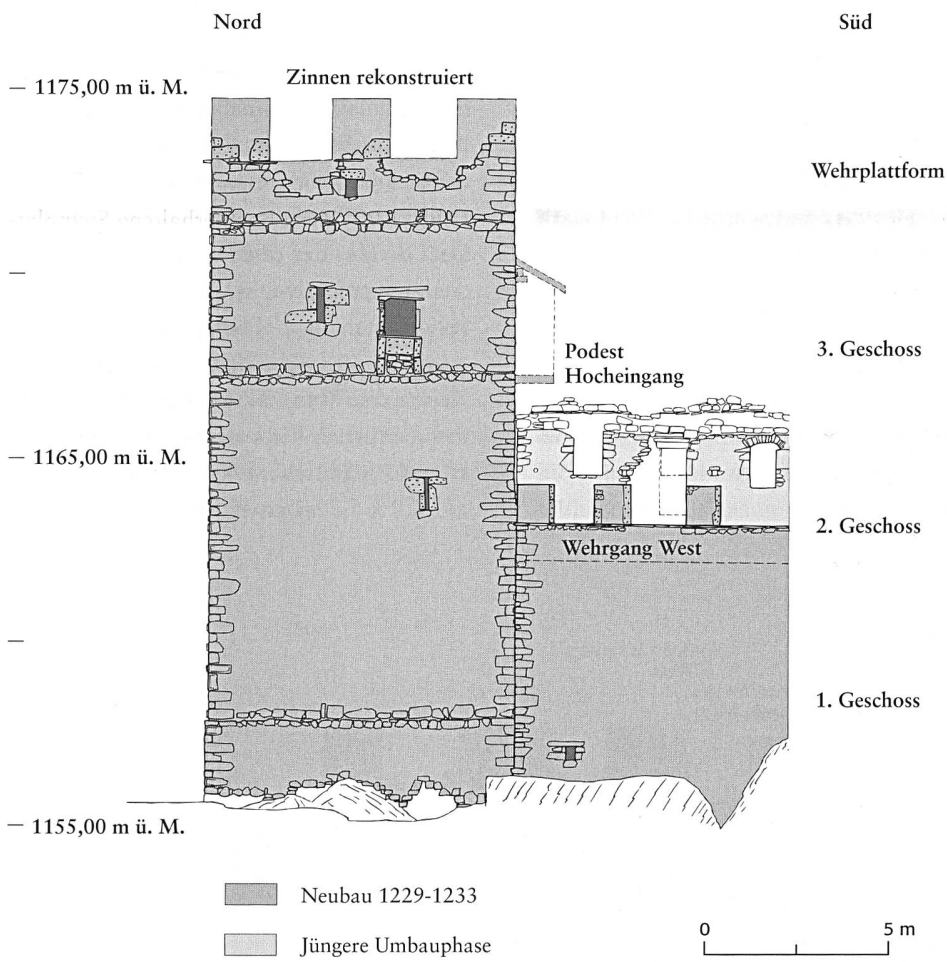 Nord
Süd
— 1175,00 m ü. M.
Zinnen rekonstruiert
Wehrplattform
3. Geschoss
Podest
Hocheingang
— 1165,00 m ü. M.
2. Geschoss
Wehrgang West
1. Geschoss
— 1155,00 m ü. M.
Neubau 1229-1233
Jüngere Umbauphase
0 5 m